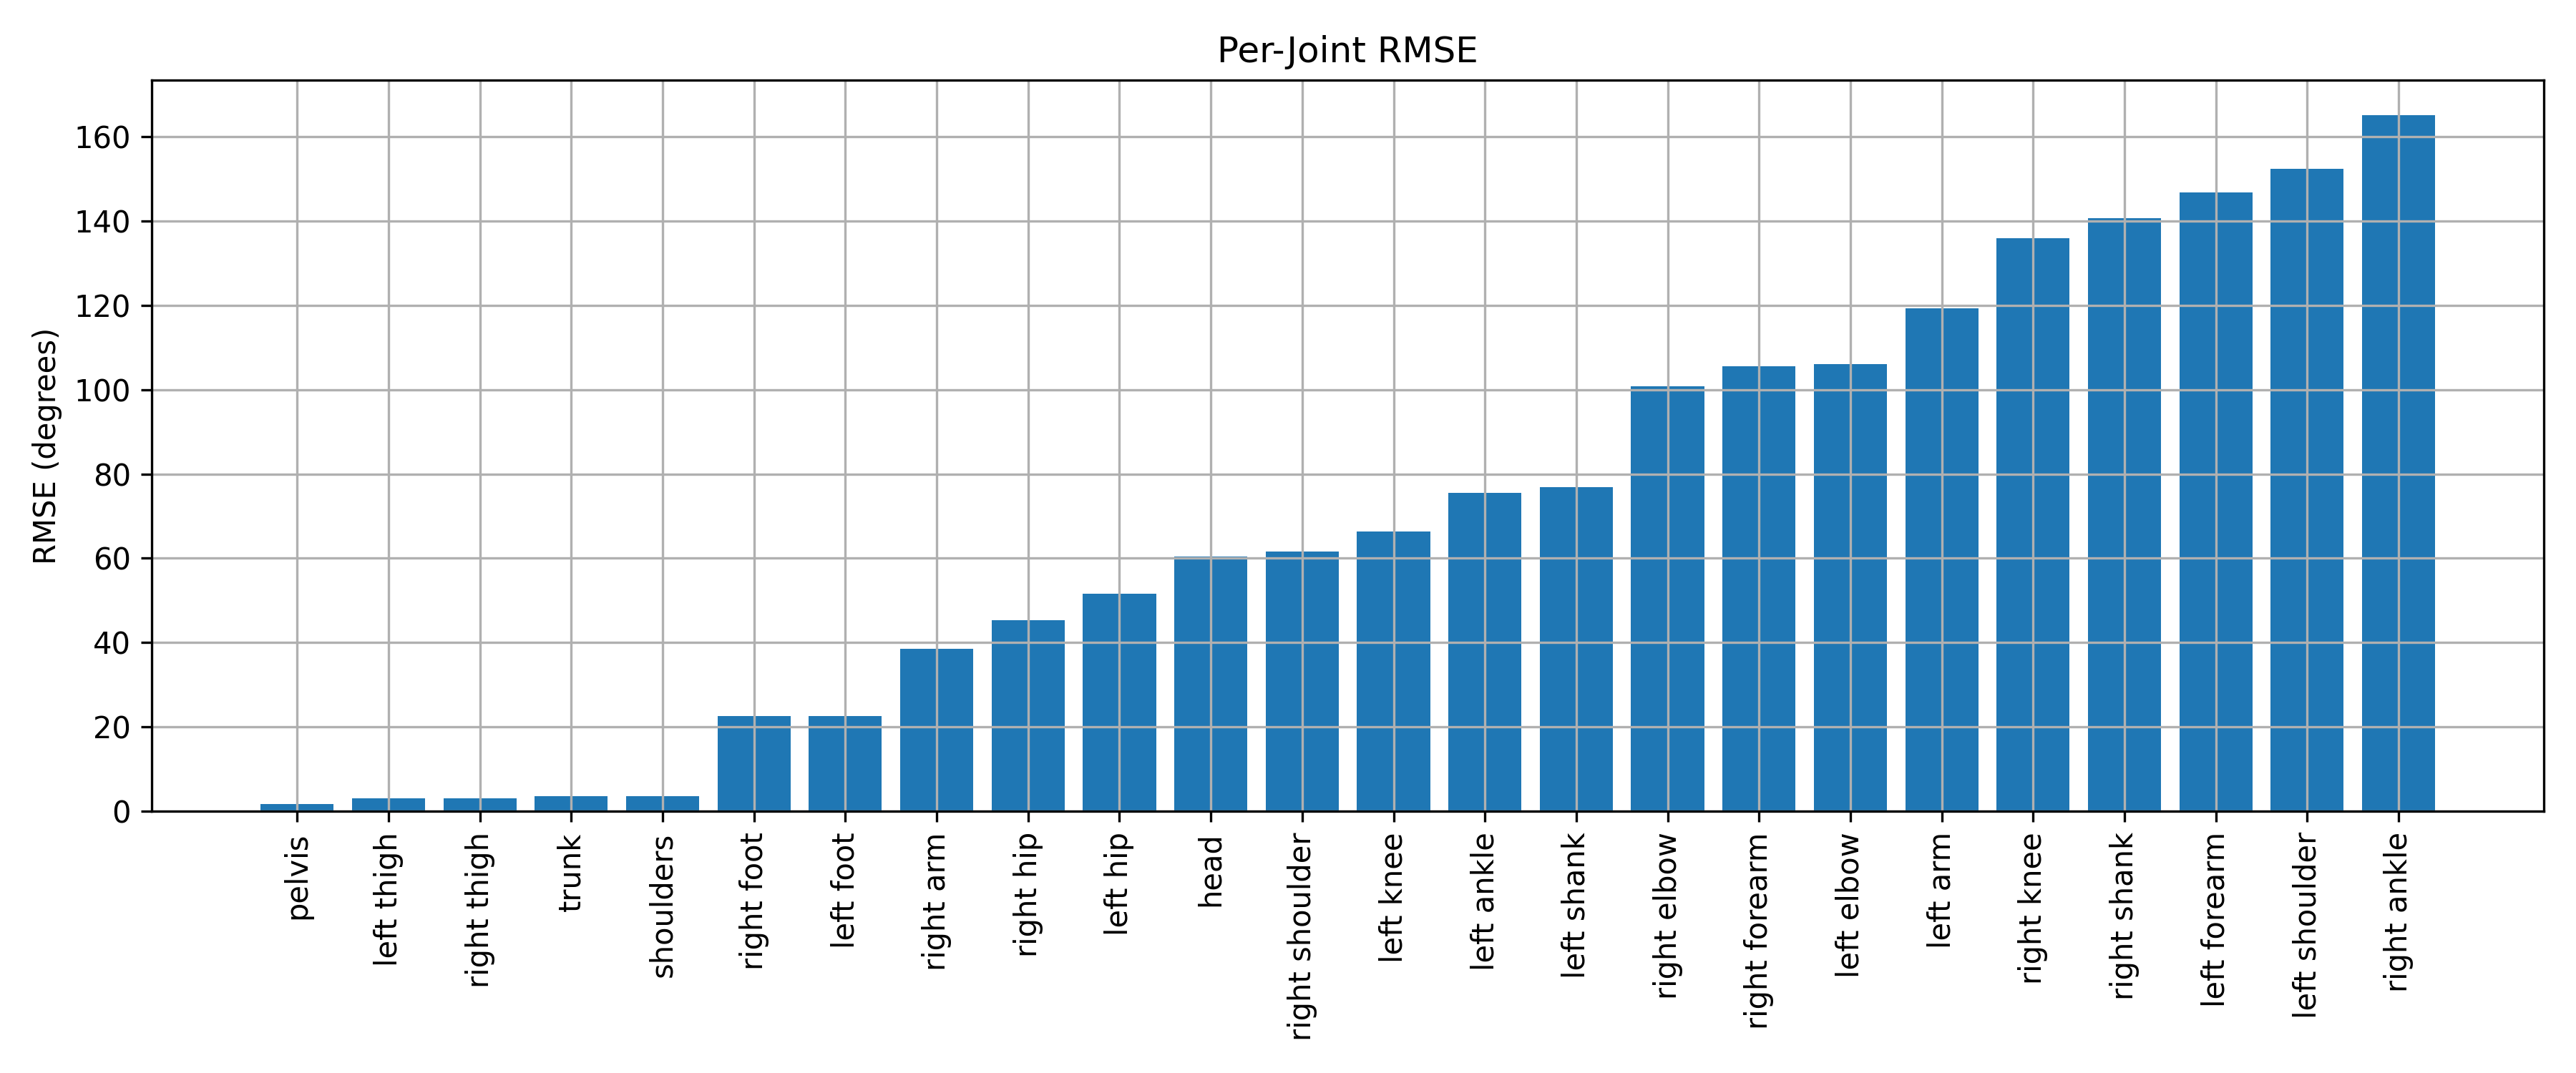 Per-Joint RMSE
RMSE (degrees)
160
140
120
100
80
60
40
20
0
pelvis
left thigh
right thigh
trunk
shoulders
right foot
left foot
right arm
right hip
left hip
head
right shoulder
left knee
left ankle
left shank
right elbow
right forearm
left elbow
left arm
right knee
right shank
left forearm
left shoulder
right ankle